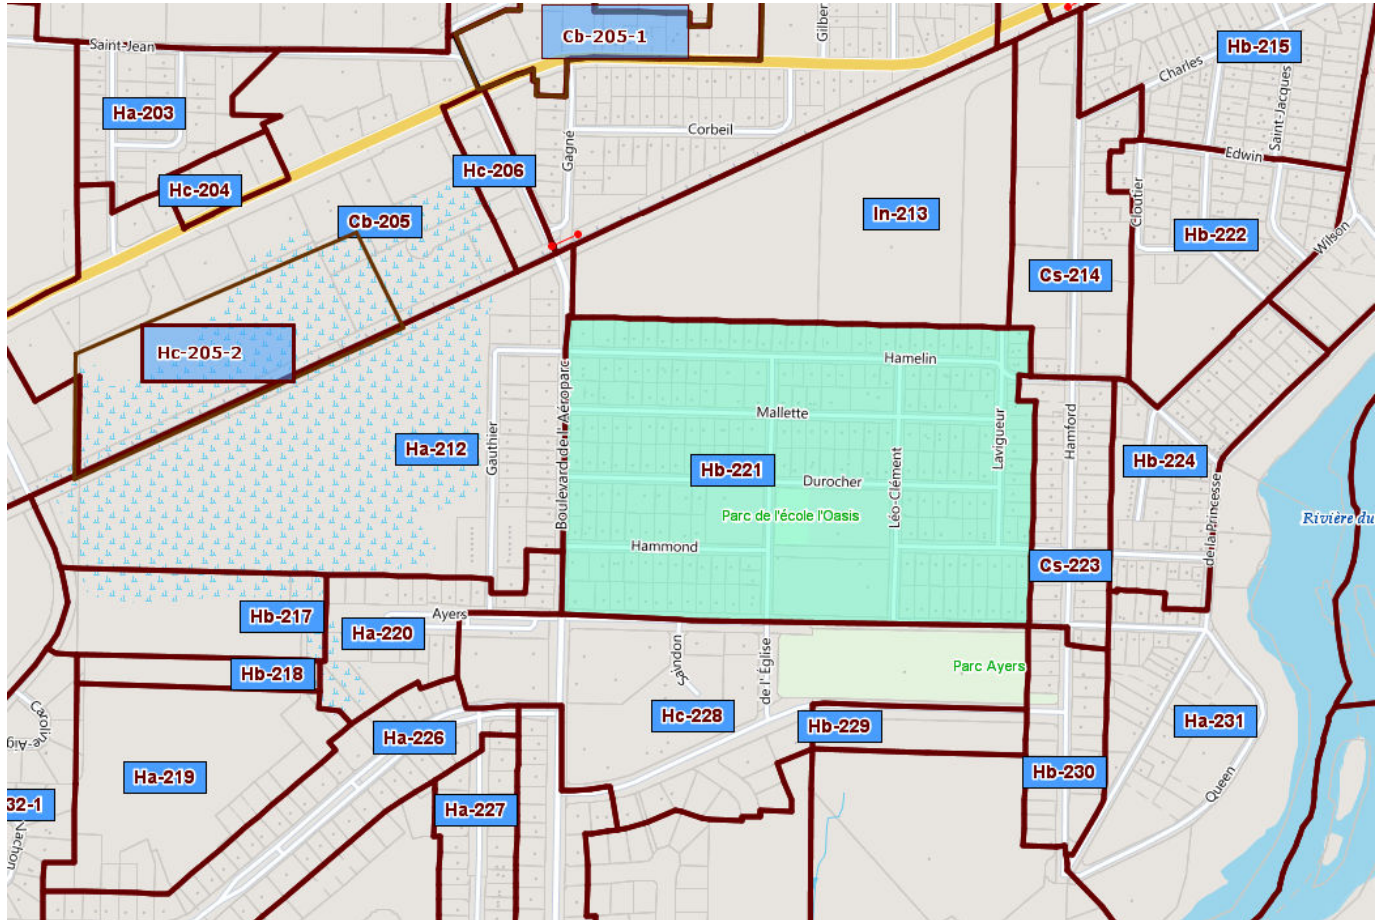 Cb-205-1
Gilber
Saint-Jean
Hb-215
Charles
Ha-203
Saint-Jacques
Corbeil
Gagné
Edwin
Hc-206
Hc-204
Cloutier
In-213
Cb-205
Hb-222
Wilson
Cs-214
Hc-205-2
Hamelin
Mallette
Boulevard de l' Aéroparc
Gauthier
Ha-212
Lavigueur
Hamford
Hb-221
Hb-224
Durocher
Léo-Clément
Parc de l'école l'Oasis
de la Princesse
Rivière du
Hammond
Cs-223
Hb-217
Ayers
Ha-220
Saindon
de l' Église
Parc Ayers
Hb-218
Hc-228
Hb-229
Ha-231
Ha-226
Ha-219
Hb-230
Queen
32-1
Ha-227
Vachon